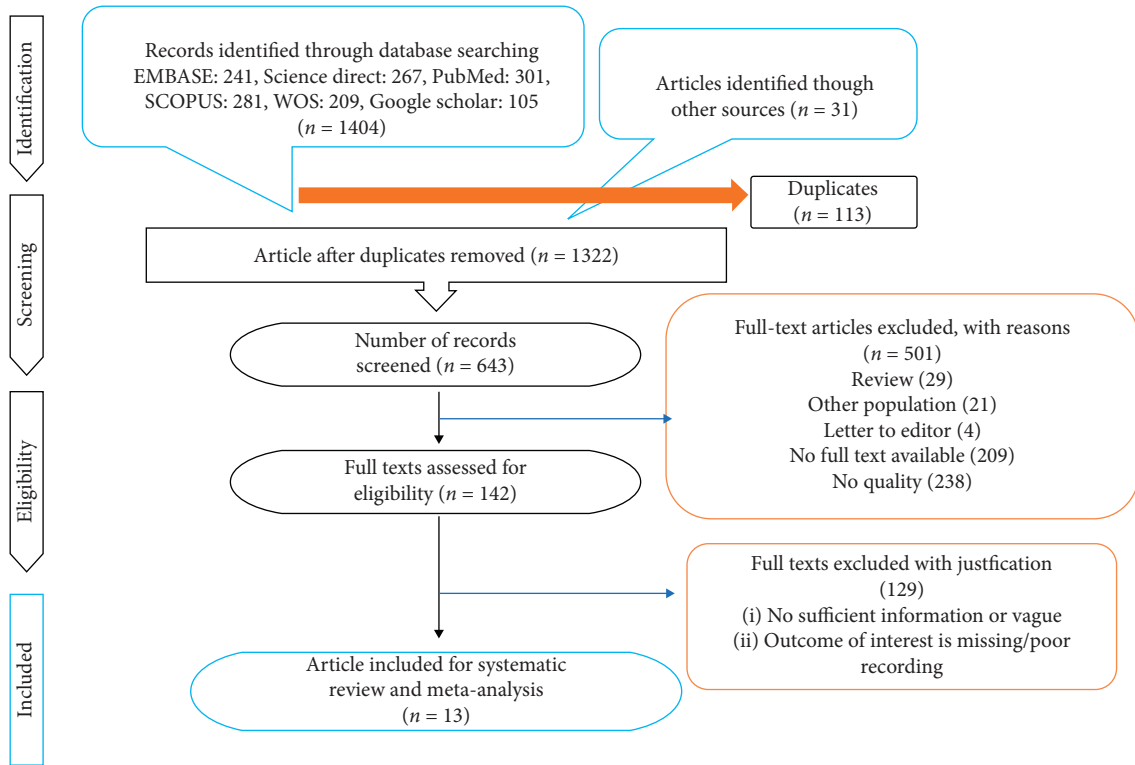 Identification
Records identified through database searching
EMBASE: 241, Science direct: 267, PubMed: 301,
SCOPUS: 281, WOS: 209, Google scholar: 105
(n = 1404)
Articles identified though
other sources (n = 31)
Duplicates
(n = 113)
Screening
Article after duplicates removed (n = 1322)
Number of records
screened (n = 643)
Full-text articles excluded, with reasons
(n = 501)
Review (29)
Other population (21)
Letter to editor (4)
No full text available (209)
No quality (238)
Eligibility
Full texts assessed for
eligibility (n = 142)
Full texts excluded with justfication
(129)
(i) No sufficient information or vague
(ii) Outcome of interest is missing/poor
recording
Included
Article included for systematic
review and meta-analysis
(n = 13)